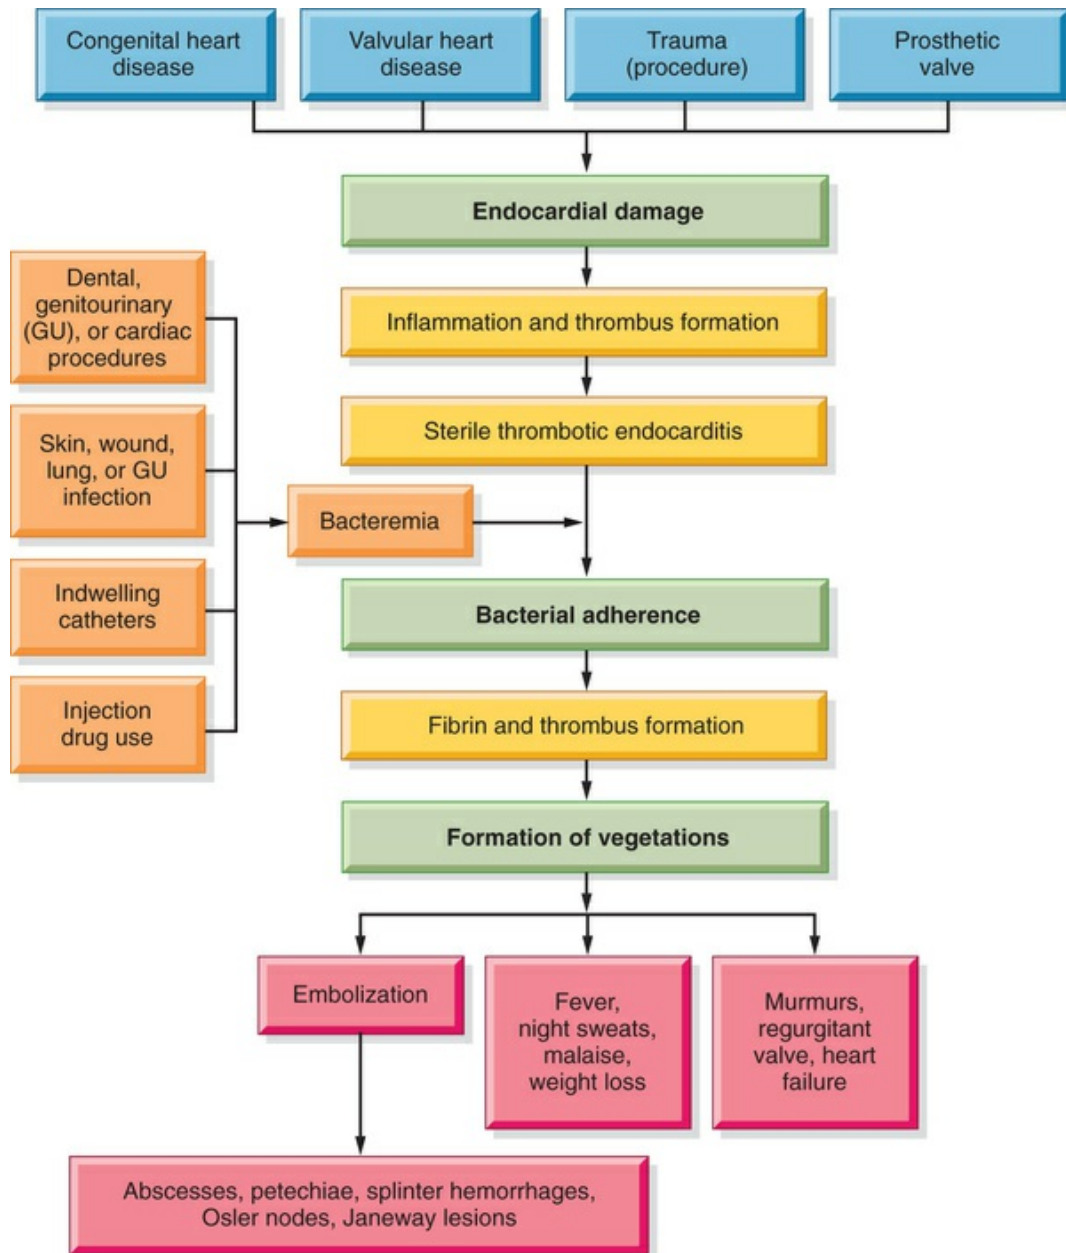 Congenital heart
disease
Valvular heart
disease
Trauma
(procedure)
Prosthetic
valve
Endocardial damage
Inflammation and thrombus formation
Sterile thrombotic endocarditis
Dental,
genitourinary
(GU), or cardiac
procedures
Skin, wound,
lung, or GU
infection
Indwelling
catheters
Injection
drug use
Bacteremia
Bacterial adherence
Fibrin and thrombus formation
Formation of vegetations
Embolization
Fever,
night sweats,
malaise,
weight loss
Murmurs,
regurgitant
valve, heart
failure
Abscesses, petechiae, splinter hemorrhages,
Osler nodes, Janeway lesions